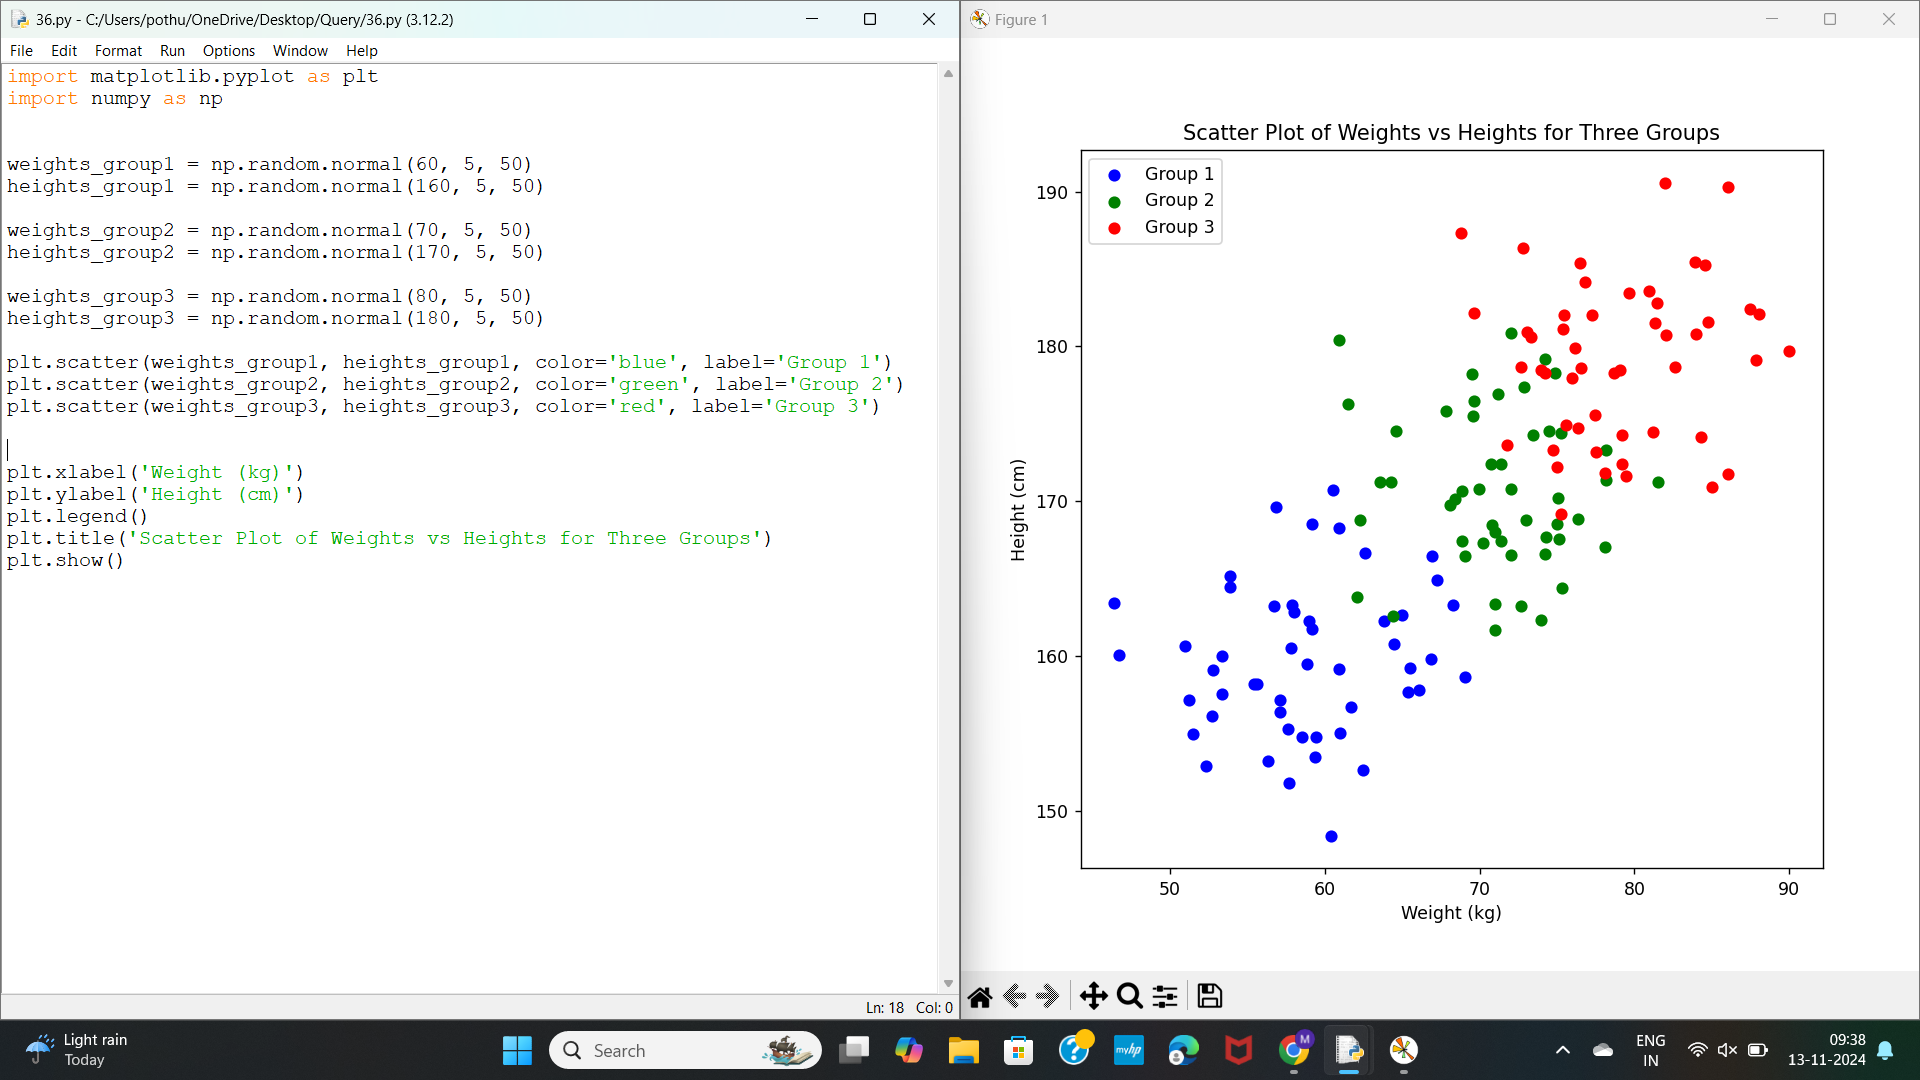 36.py - C:/Users/pothu/OneDrive/Desktop/Query/36.py (3.12.2)
File Edit Format Run Options Window Help
import matplotlib.pyplot as plt
import numpy as np
weights_group1 = np.random.normal(60, 5, 50)
heights_group1 = np.random.normal(160, 5, 50)
weights_group2 = np.random.normal(70, 5, 50)
heights_group2 = np.random.normal(170, 5, 50)
weights_group3 = np.random.normal(80, 5, 50)
heights_group3 = np.random.normal(180, 5, 50)
plt.scatter(weights_group1, heights_group1, color='blue', label='Group 1')
plt.scatter(weights_group2, heights_group2, color='green', label='Group 2')
plt.scatter(weights_group3, heights_group3, color='red', label='Group 3')
plt.xlabel('Weight (kg)')
plt.ylabel('Height (cm)')
plt.legend()
plt.title('Scatter Plot of Weights vs Heights for Three Groups')
plt.show()
Ln: 18 Col: 0
Figure 1
Scatter Plot of Weights vs Heights for Three Groups
Group 1
Group 2
Group 3
190
180
170
160
150
Height (cm)
50 60 70 80 90
Weight (kg)
Light rain
Today
Search
?
myhp
M
ENG
IN
09:38
13-11-2024